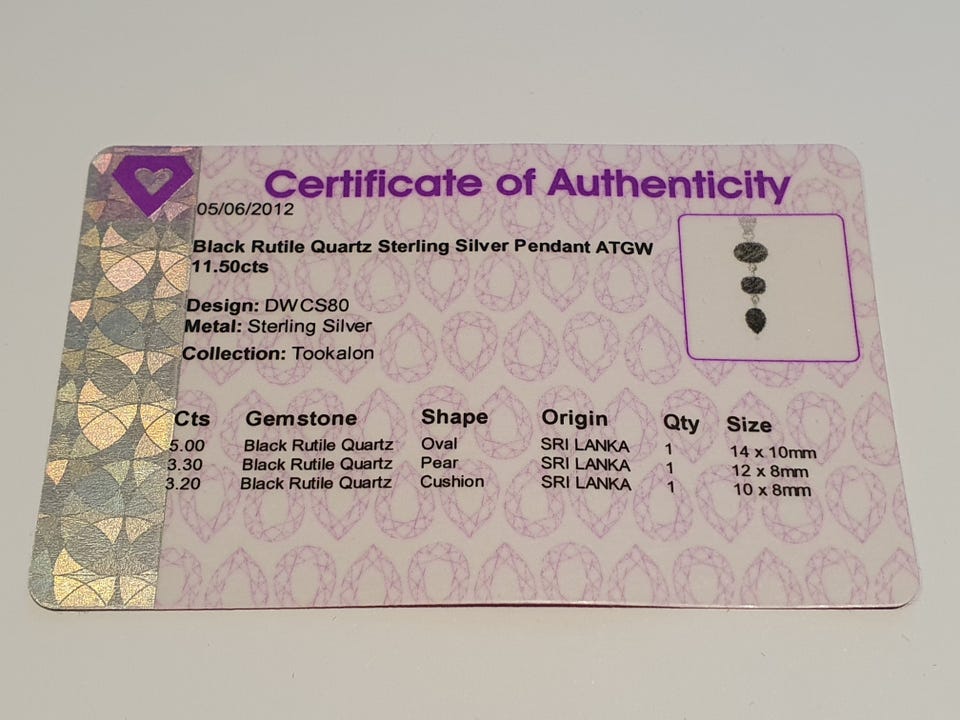 Certificate of Authenticity
05/06/2012
Black Rutile Quartz Sterling Silver Pendant ATGW
11.50cts
Design: DWCS80
Metal: Sterling Silver
Collection: Tookalon
Cts Gemstone Shape Origin Qty Size
5.00 Black Rutile Quartz Oval SRI LANKA 1 14 x 10mm
3.30 Black Rutile Quartz Pear SRI LANKA 1 12 x 8mm
3.20 Black Rutile Quartz Cushion SRI LANKA 1 10 x 8mm